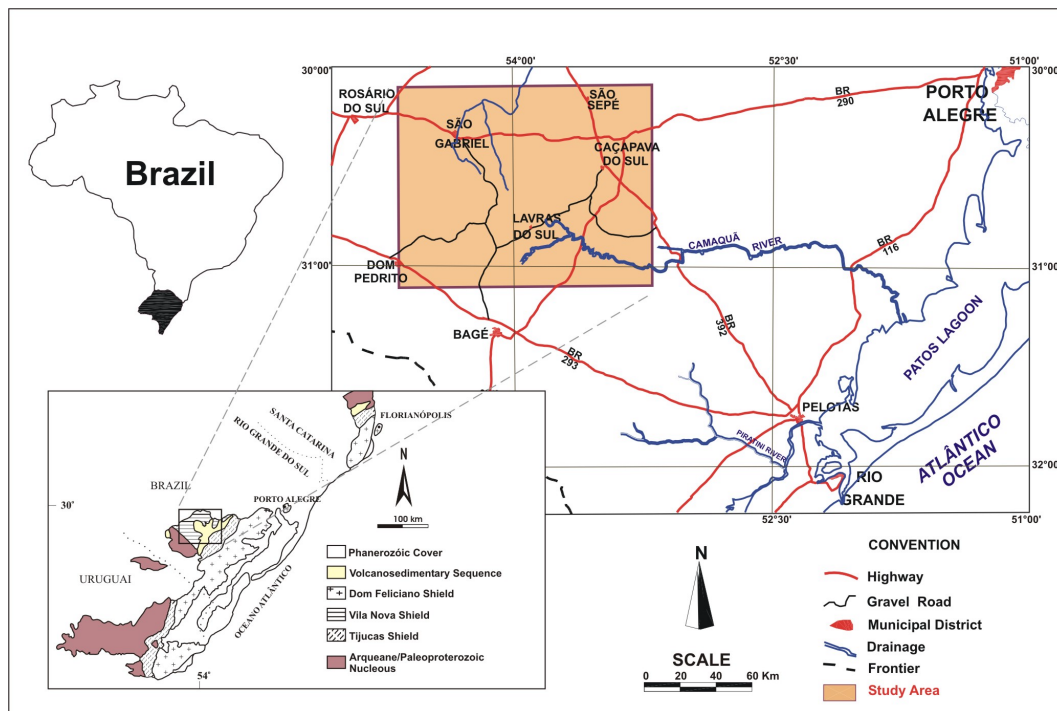 Brazil
30°00'
54°00'
52°30'
51°00'
ROSÁRIO
DO SUL
SÃO
GABRIEL
SÃO
SEPÉ
CAÇAPAVA
DO SUL
BR
290
PORTO
ALEGRE
LAVRAS
DO SUL
CAMAQUÃ
RIVER
BR
116
31°00'
31°00'
DOM
PEDRITO
BAGÉ
BR
293
BR
392
PATOS LAGOON
PELOTAS
PIRATINI RIVER
ATLÂNTICO
OCEAN
RIO
GRANDE
32°00'
52°30'
51°00'
FLORIANÓPOLIS
SANTA CATARINA
RIO GRANDE DO SUL
N
100 km
BRAZIL
30°
PORTO ALEGRE
URUGUAI
OCEANO ATLÂNTICO
54°
Phanerozóic Cover
Volcanosedimentary Sequence
Dom Feliciano Shield
Vila Nova Shield
Tijucas Shield
Arqueane/Paleoproterozoic
Nucleous
N
SCALE
0 20 40 60 Km
CONVENTION
Highway
Gravel Road
Municipal District
Drainage
Frontier
Study Area